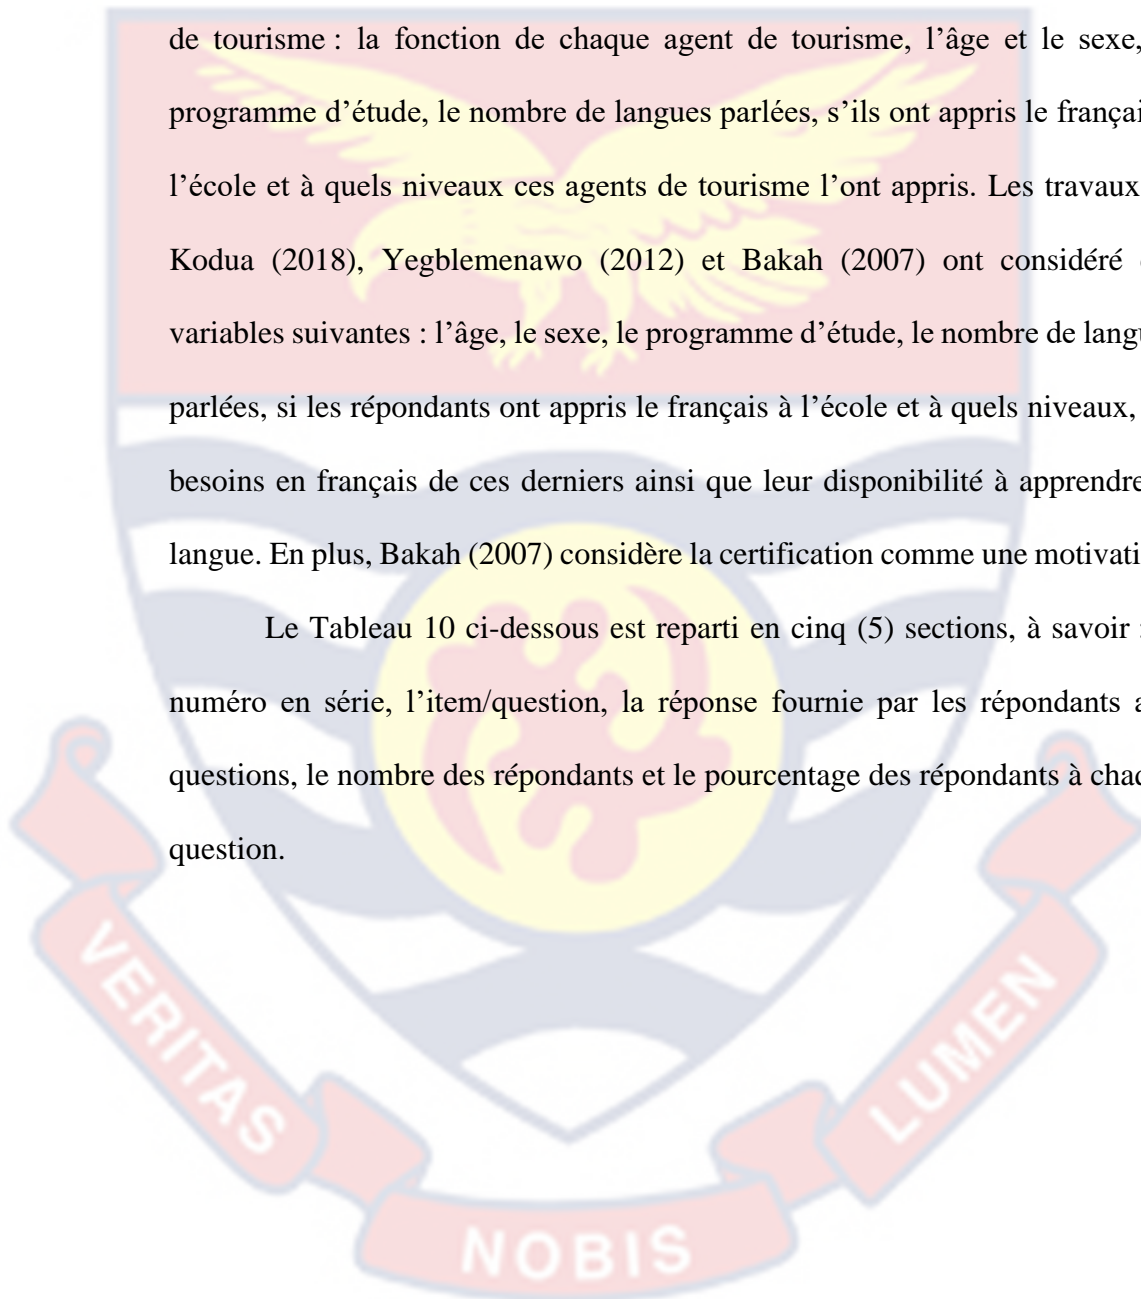 de tourisme : la fonction de chaque agent de tourisme, l’âge et le sexe,
programme d’étude, le nombre de langues parlées, s’ils ont appris le françai
l’école et à quels niveaux ces agents de tourisme l’ont appris. Les travaux
Kodua (2018), Yegblemenawo (2012) et Bakah (2007) ont considéré
variables suivantes : l’âge, le sexe, le programme d’étude, le nombre de langu
parlées, si les répondants ont appris le français à l’école et à quels niveaux,
besoins en français de ces derniers ainsi que leur disponibilité à apprendre
langue. En plus, Bakah (2007) considère la certification comme une motivati
Le Tableau 10 ci-dessous est reparti en cinq (5) sections, à savoir
numéro en série, l’item/question, la réponse fournie par les répondants a
questions, le nombre des répondants et le pourcentage des répondants à chac
question.
VERITAS
NOBIS
LUMEN